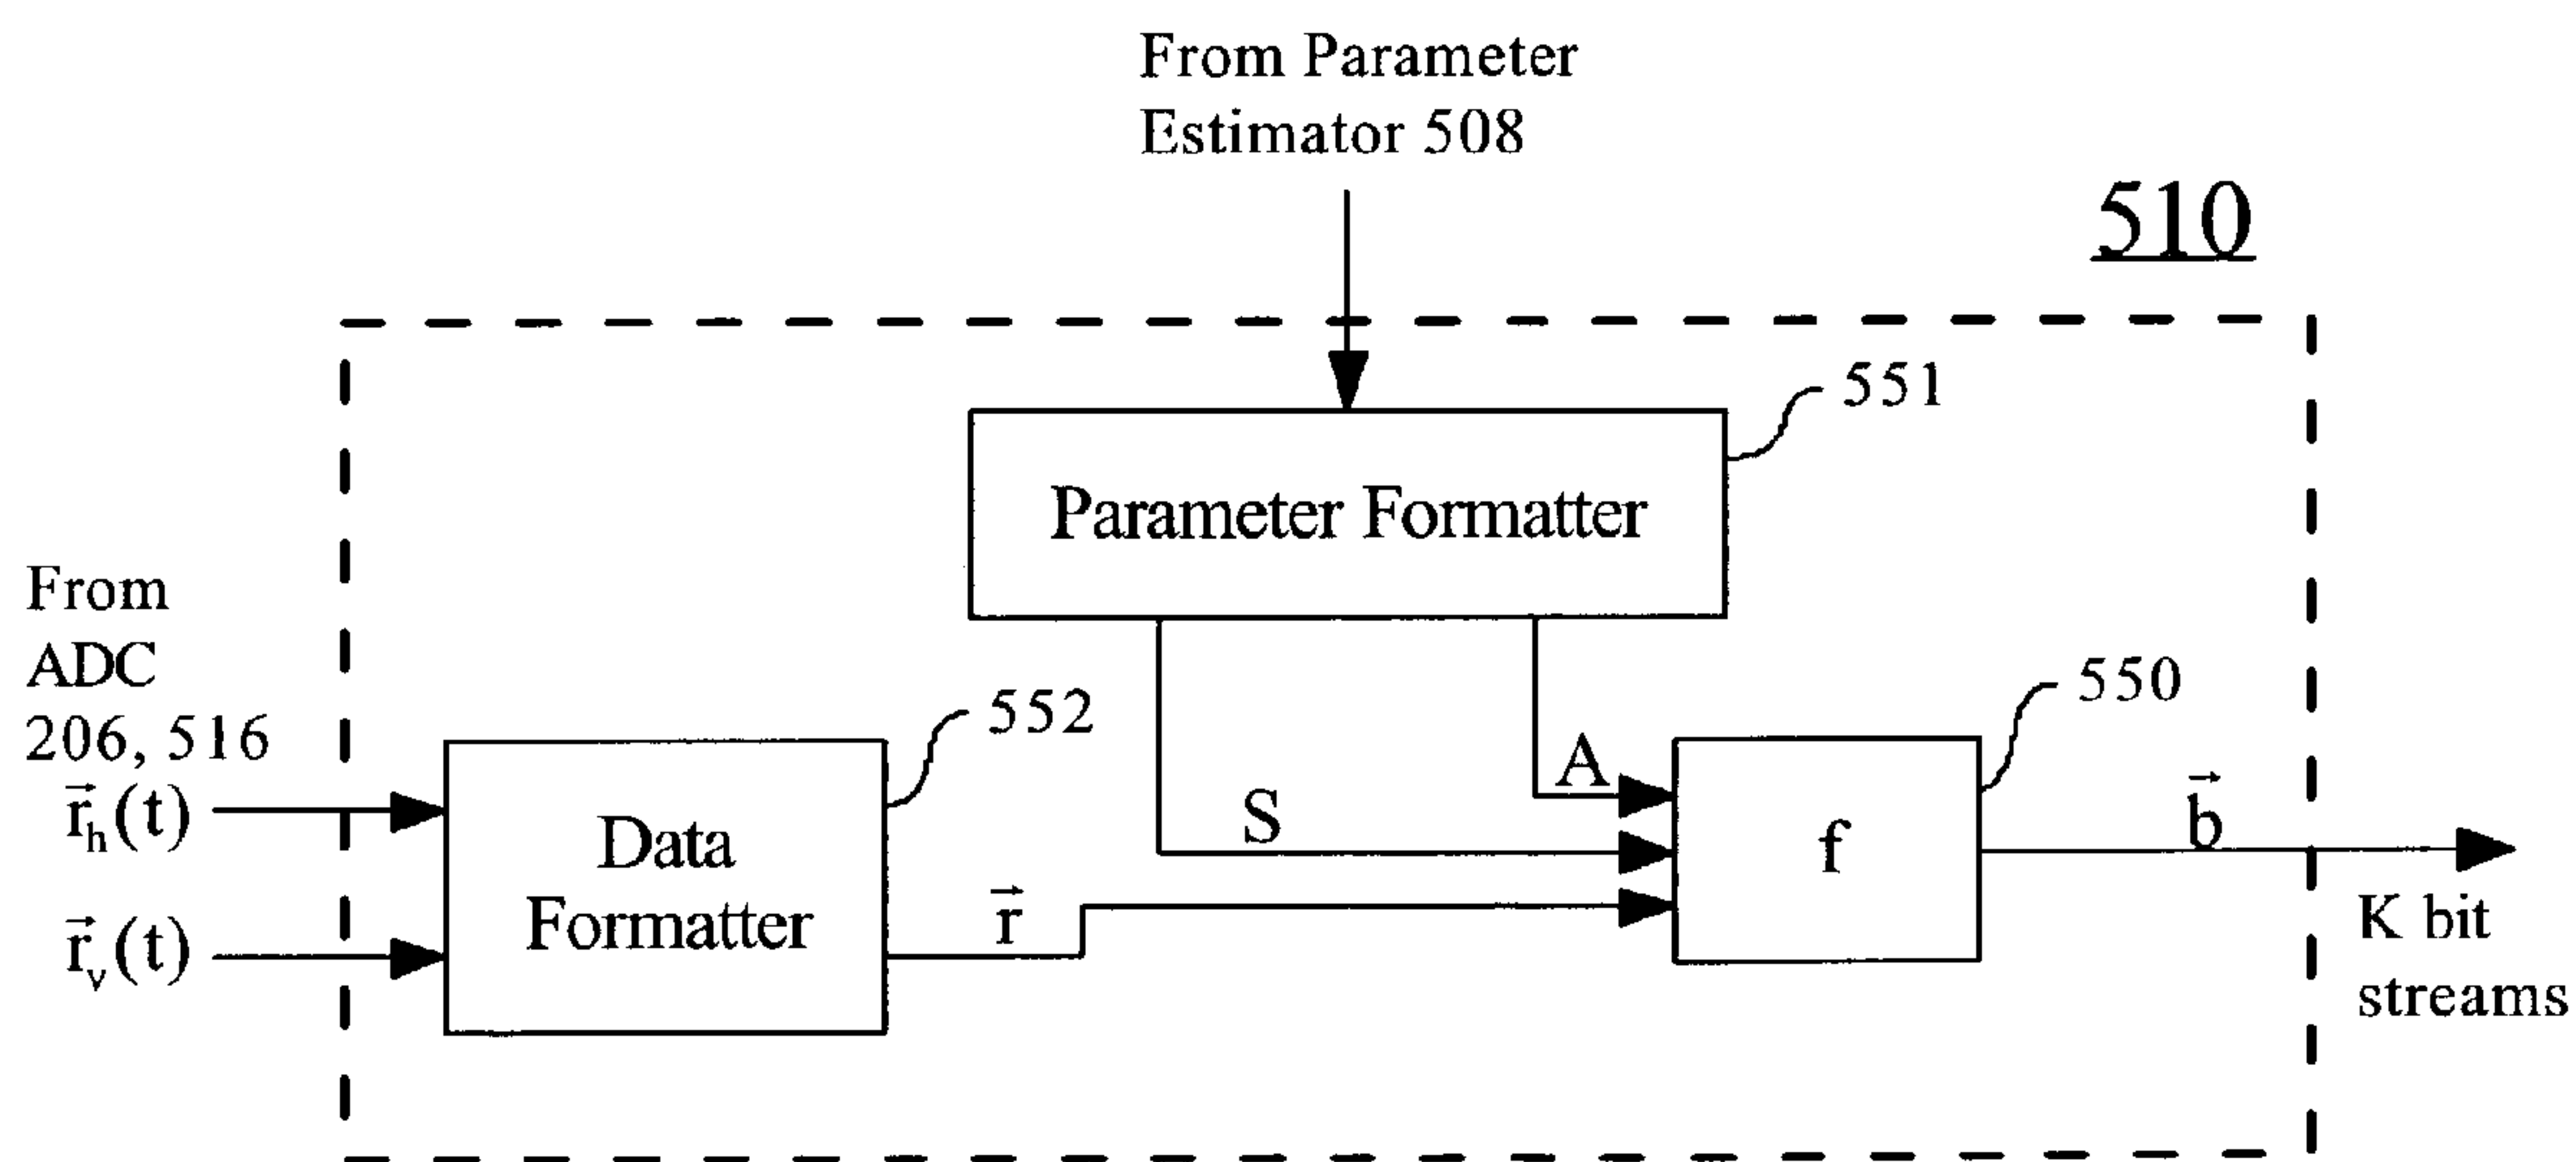 From Parameter
Estimator 508
510
551
Parameter Formatter
From
ADC
206, 516
552
550
A
S
r⃗ₕ(t)
Data
Formatter
f
b⃗
r⃗
r⃗ᵥ(t)
K bit
streams